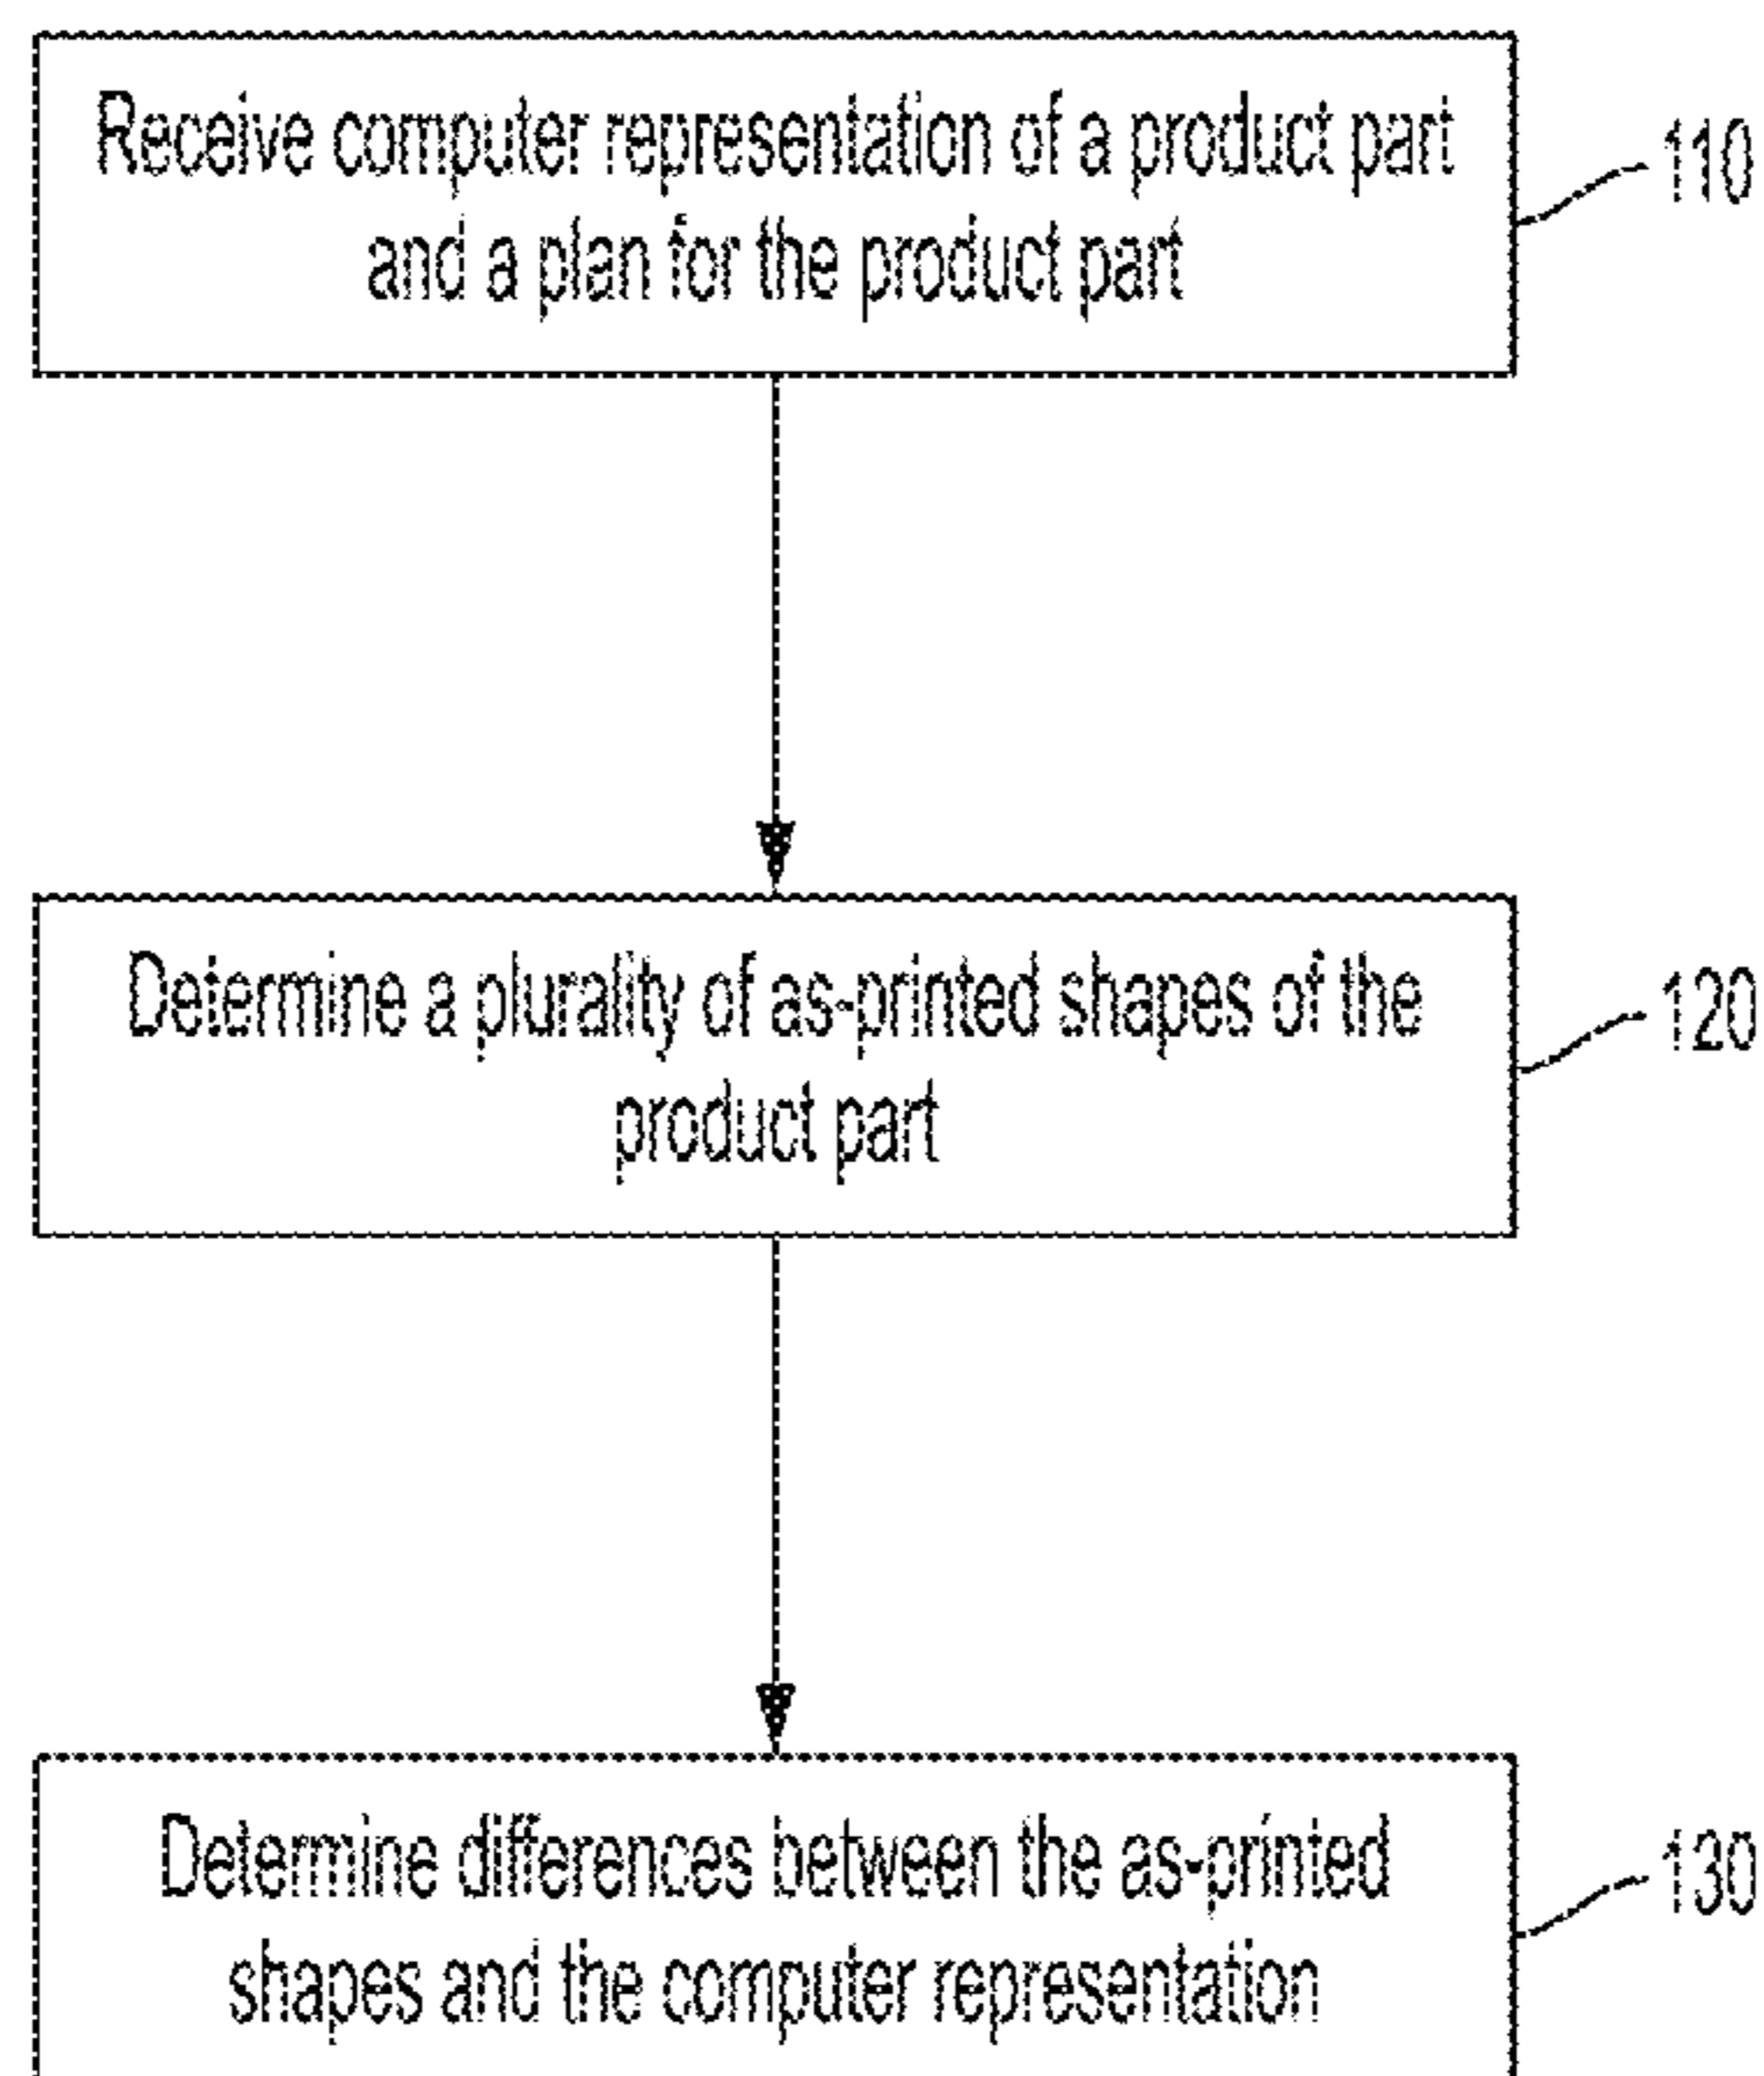 Receive computer representation of a product part
and a plan for the product part
110
Determine a plurality of as-printed shapes of the
product part
120
Determine differences between the as-printed
shapes and the computer representation
130